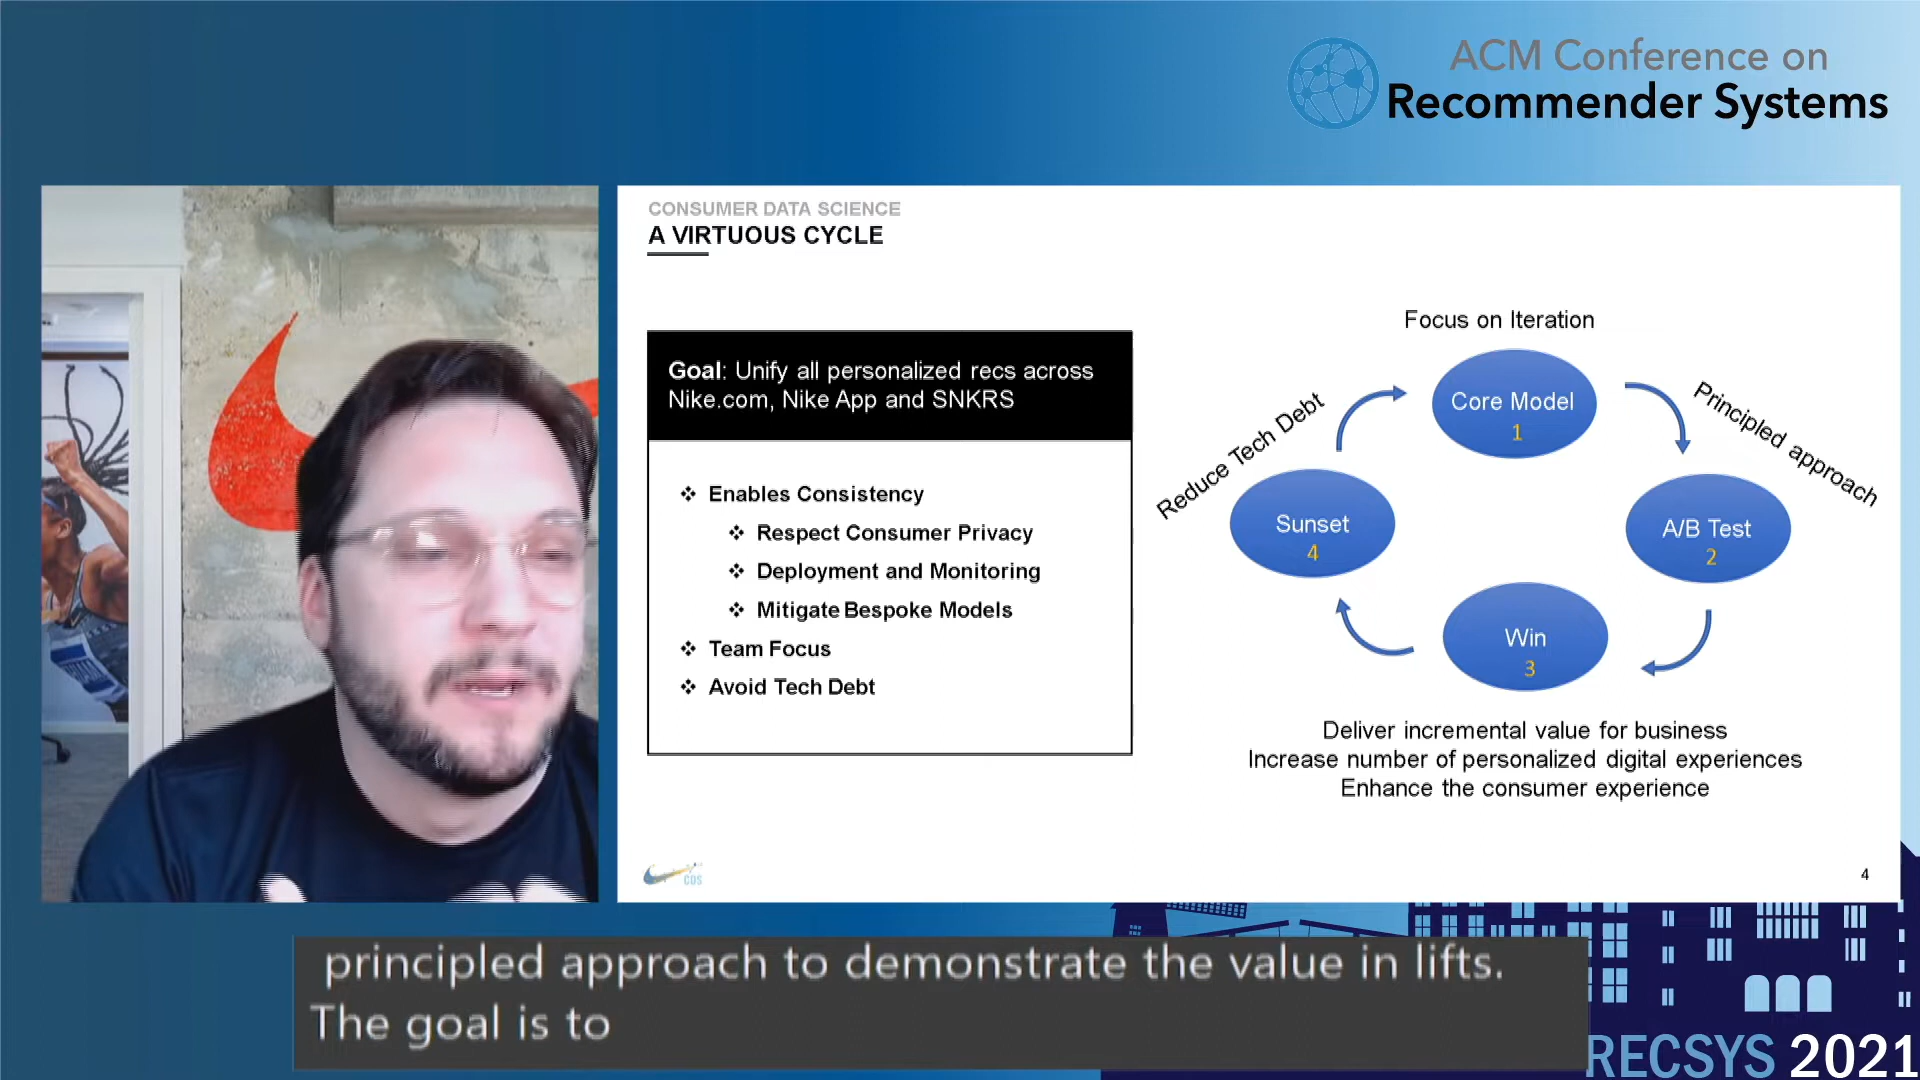 ACM Conference on
Recommender Systems
CONSUMER DATA SCIENCE
A VIRTUOUS CYCLE
Goal: Unify all personalized recs across
Nike.com, Nike App and SNKRS
❖ Enables Consistency
❖ Respect Consumer Privacy
❖ Deployment and Monitoring
❖ Mitigate Bespoke Models
❖ Team Focus
❖ Avoid Tech Debt
Focus on Iteration
Core Model
1
Principled approach
A/B Test
2
Win
3
Sunset
4
Reduce Tech Debt
Deliver incremental value for business
Increase number of personalized digital experiences
Enhance the consumer experience
CDS
4
principled approach to demonstrate the value in lifts.
The goal is to
RECSYS 2021